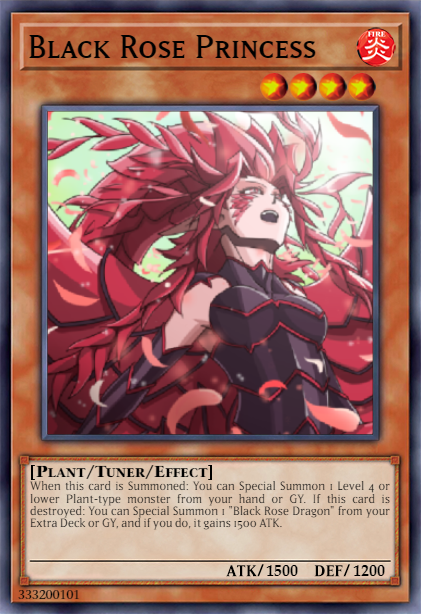 Black Rose Princess
FIRE
炎
[Plant/Tuner/Effect]
When this card is Summoned: You can Special Summon 1 Level 4 or
lower Plant-type monster from your hand or GY. If this card is
destroyed: You can Special Summon 1 "Black Rose Dragon" from your
Extra Deck or GY, and if you do, it gains 1500 ATK.
ATK/1500 DEF/1200
333200101